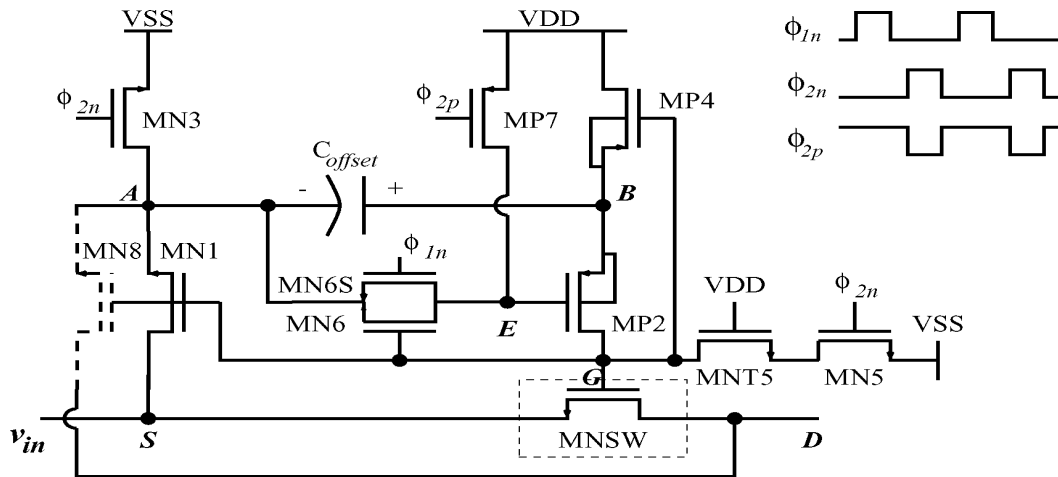 VSS
VDD
ϕ1n
ϕ2n
MN3
ϕ2p
MP7
MP4
ϕ2n
ϕ2p
Coffset
A
-
+
B
MN8
MN1
ϕ1n
MN6S
MN6
E
MP2
VDD
ϕ2n
VSS
MNT5
MN5
G
MNSW
vin
S
D